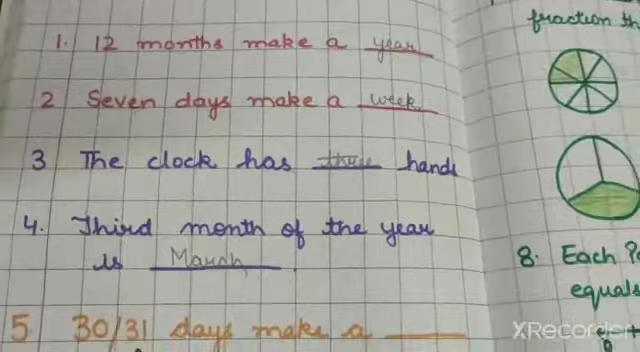 1. 12 months make a year
2 Seven days make a week
3 The clock has three hands
4. Third month of the year
is March.
5. 30/31 days make a
fraction th
8. Each
equals
XRecorder